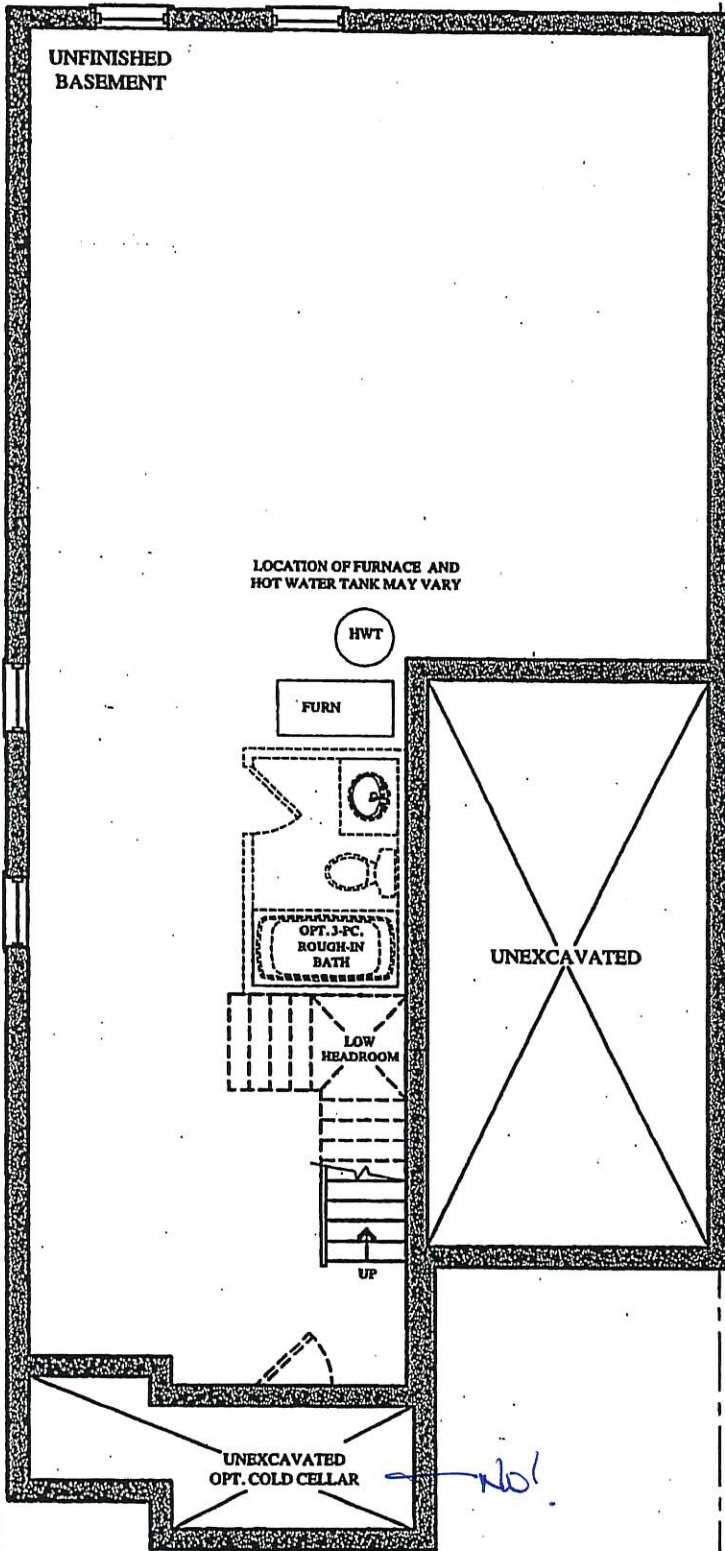 UNFINISHED
BASEMENT
LOCATION OF FURNACE AND
HOT WATER TANK MAY VARY
HWT
FURN
OPT. 3-PC.
ROUGH-IN
BATH
UNEXCAVATED
LOW
HEADROOM
UP
UNEXCAVATED
OPT. COLD CELLAR
NO!